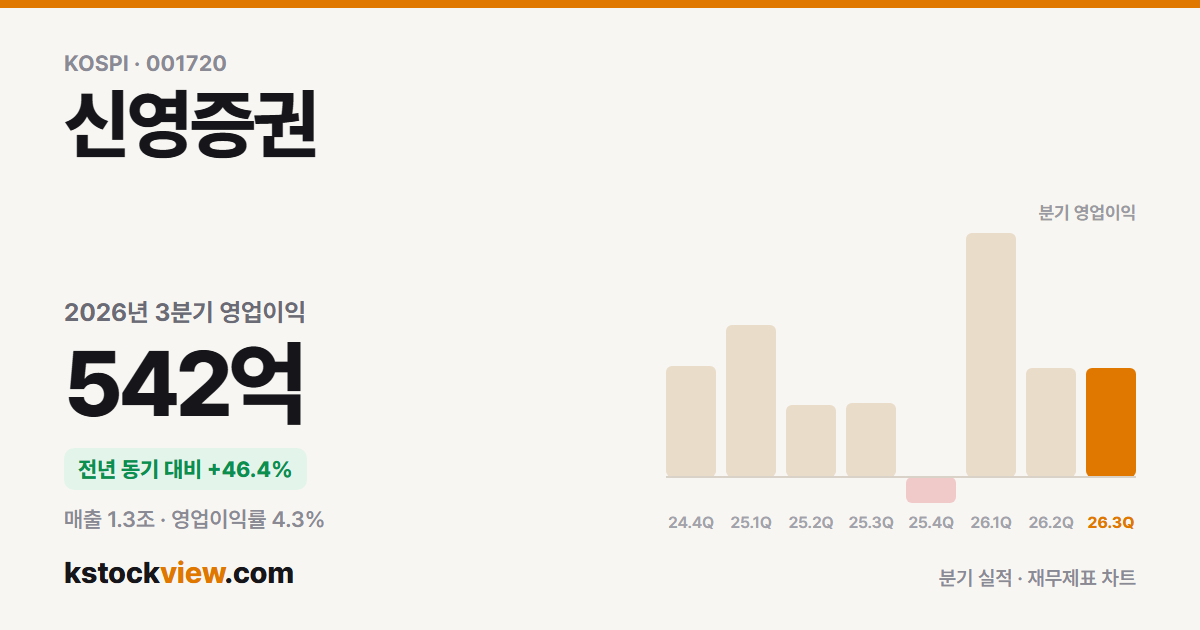 KOSPI · 001720
신영증권
2026년 3분기 영업이익
542억
전년 동기 대비 +46.4%
매출 1.3조 · 영업이익률 4.3%
kstockview.com
분기 영업이익
24.4Q 25.1Q 25.2Q 25.3Q 25.4Q 26.1Q 26.2Q 26.3Q
분기 실적 · 재무제표 차트